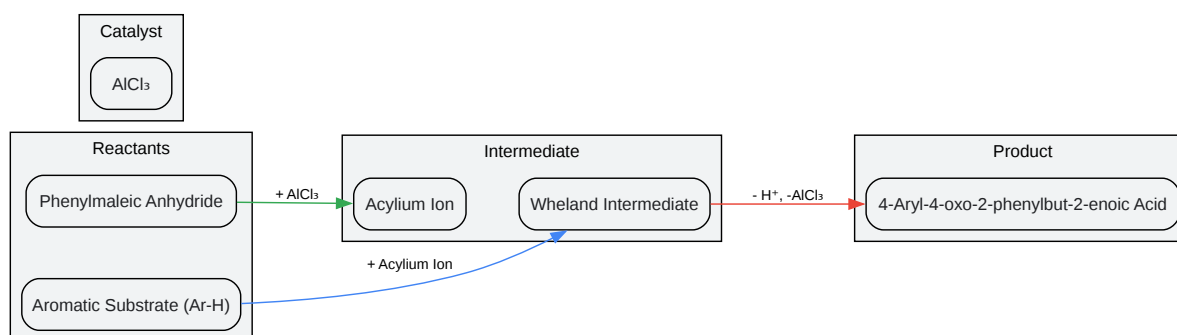 Catalyst
AlCl₃
Reactants
Phenylmaleic Anhydride
+ AlCl₃
Intermediate
Acylium Ion
Wheland Intermediate
- H⁺, -AlCl₃
Product
4-Aryl-4-oxo-2-phenylbut-2-enoic Acid
+ Acylium Ion
Aromatic Substrate (Ar-H)